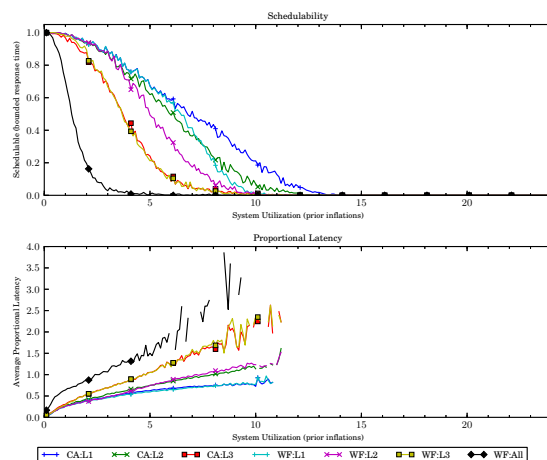 Schedulability
1.0
0.8
0.6
0.4
0.2
0.0
Schedulable (bounded response time)
0 5 10 15 20
System Utilization (prior inflations)
Proportional Latency
4.0
3.5
3.0
2.5
2.0
1.5
1.0
0.5
0.0
Average Proportional Latency
0 5 10 15 20
System Utilization (prior inflations)
CA:L1 CA:L2 CA:L3 WF:L1 WF:L2 WF:L3 WF:All